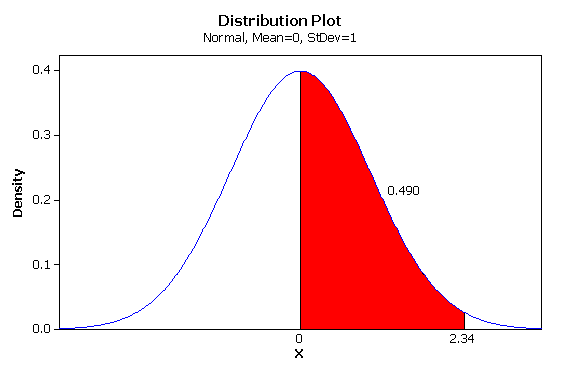 Distribution Plot
Normal, Mean=0, StDev=1
0.4
0.3
0.2
0.1
0.0
Density
0.490
0
2.34
X